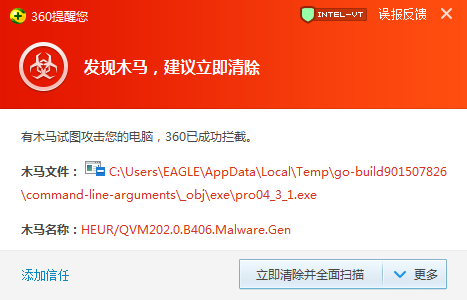 360提醒您
INTEL-VT 误报反馈
发现木马，建议立即清除
有木马试图攻击您的电脑，360已成功拦截。
木马文件： C:\Users\EAGLE\AppData\Local\Temp\go-build901507826
\command-line-arguments\_obj\exe\pro04_3_1.exe
木马名称：HEUR/QVM202.0.B406.Malware.Gen
添加信任
立即清除并全面扫描 更多